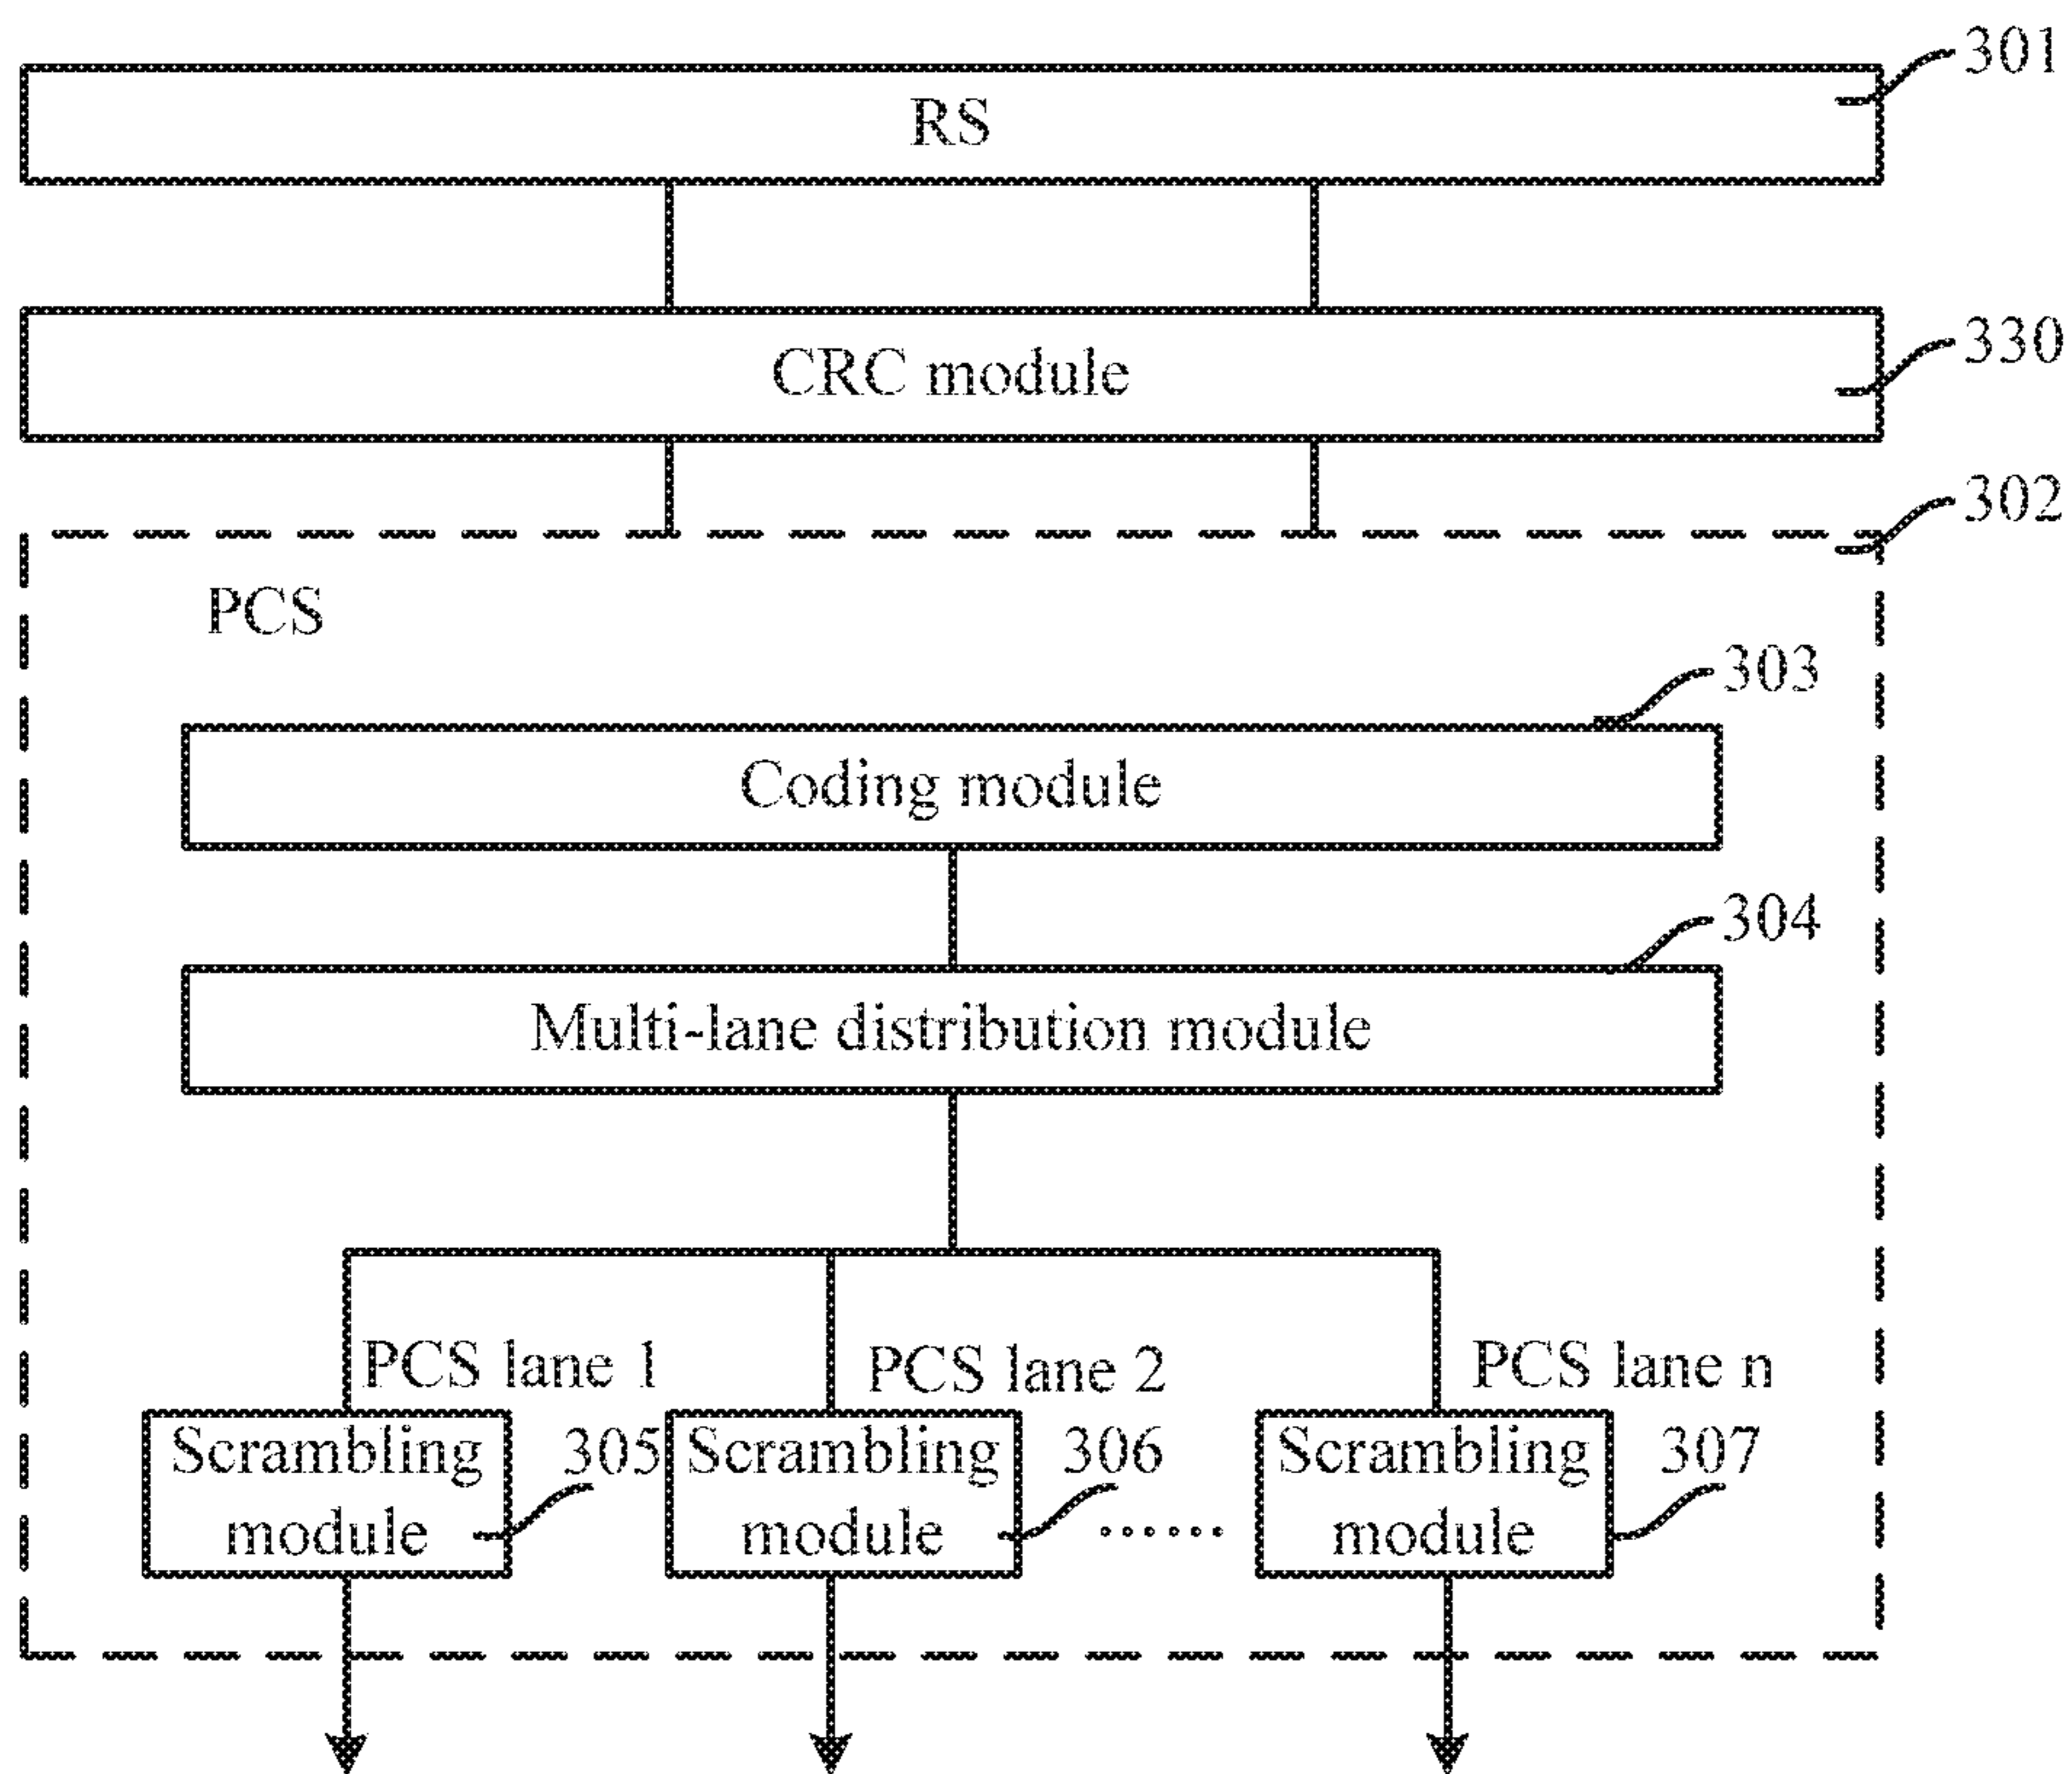 301
RS
330
CRC module
302
PCS
303
Coding module
304
Multi-lane distribution module
PCS lane 1
PCS lane 2
PCS lane n
Scrambling
module
305
Scrambling
module
306
......
Scrambling
module
307